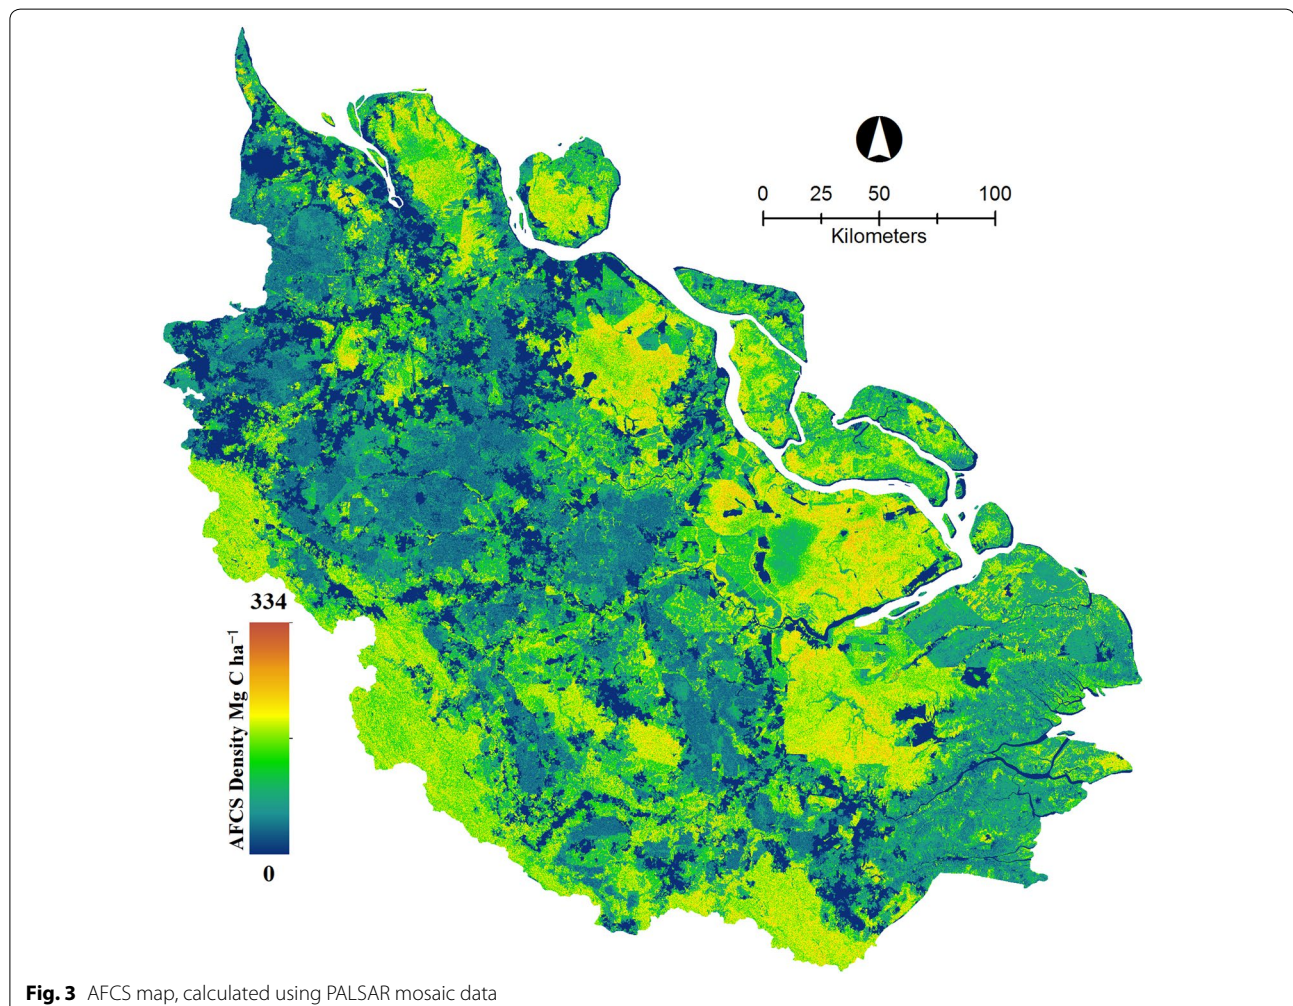 0 25 50 100
Kilometers
334
AFCS Density Mg C ha⁻¹
0
Fig. 3 AFCS map, calculated using PALSAR mosaic data